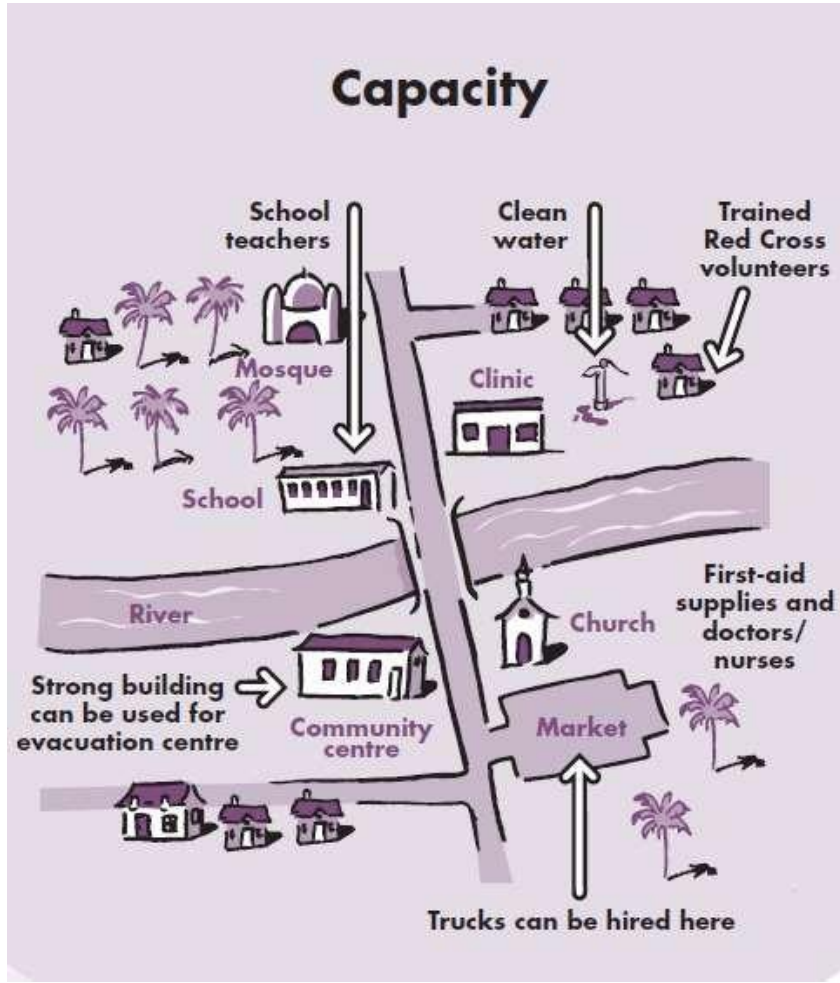 Capacity
School
teachers
Clean
water
Trained
Red Cross
volunteers
Mosque
Clinic
School
River
Church
First-aid
supplies and
doctors/
nurses
Strong building
can be used for
evacuation centre
Community
centre
Market
Trucks can be hired here